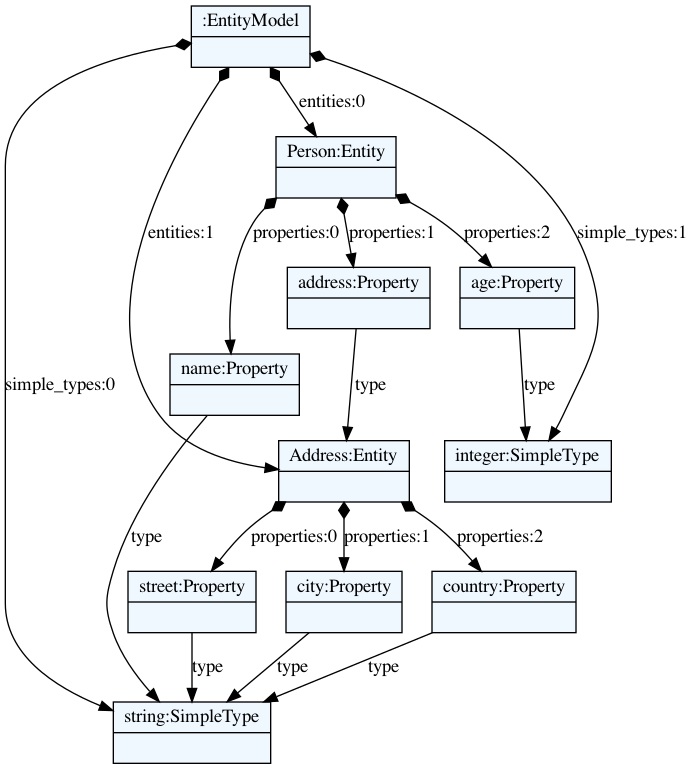 :EntityModel
entities:0
Person:Entity
entities:1
properties:0
properties:1
properties:2
simple_types:1
address:Property
age:Property
name:Property
simple_types:0
type
type
Address:Entity
integer:SimpleType
type
properties:0
properties:1
properties:2
street:Property
city:Property
country:Property
type
type
type
string:SimpleType